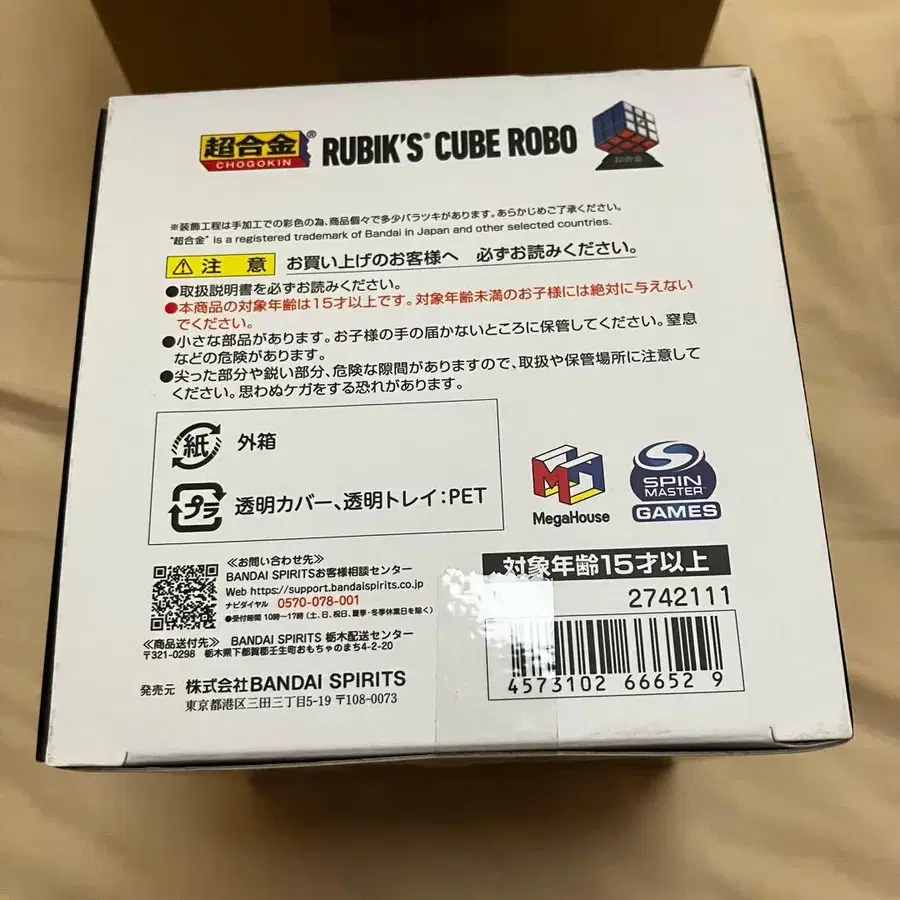 超合金® RUBIK'S® CUBE ROBO
CHOGOKIN
超合金
※装飾工程は手加工での彩色の為、商品個々で多少バラツキがあります。あらかじめご了承ください。
"超合金" is a registered trademark of Bandai in Japan and other selected countries.
⚠注 意 お買い上げのお客様へ 必ずお読みください。
●取扱説明書を必ずお読みください。
●本商品の対象年齢は15才以上です。対象年齢未満のお子様には絶対に与えない
でください。
●小さな部品があります。お子様の手の届かないところに保管してください。窒息
などの危険があります。
●尖った部分や鋭い部分、危険な隙間がありますので、取扱や保管場所に注意して
ください。思わぬケガをする恐れがあります。
紙 外箱
プラ 透明カバー、透明トレイ:PET
MegaHouse
SPIN
MASTER™
GAMES
≪お問い合わせ先≫
BANDAI SPIRITSお客様相談センター
Web https://support.bandaispirits.co.jp
ナビダイヤル 0570-078-001
●受付時間 10時〜17時 (土、日、祝日、夏季・冬季休業日を除く)
≪商品送付先≫ BANDAI SPIRITS 栃木配送センター
〒321-0298 栃木県下都賀郡壬生町おもちゃのまち4-2-20
発売元 株式会社BANDAI SPIRITS
東京都港区三田三丁目5-19 〒108-0073
対象年齢15才以上
2742111
4573102 666529